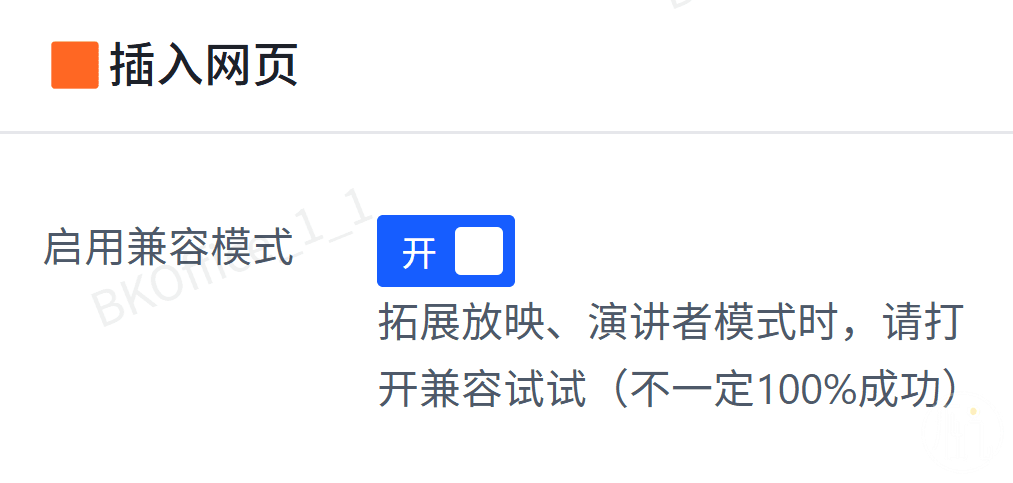 插入网页
启用兼容模式
开
拓展放映、演讲者模式时，请打
开兼容试试（不一定100%成功）
BKOffice_1_1